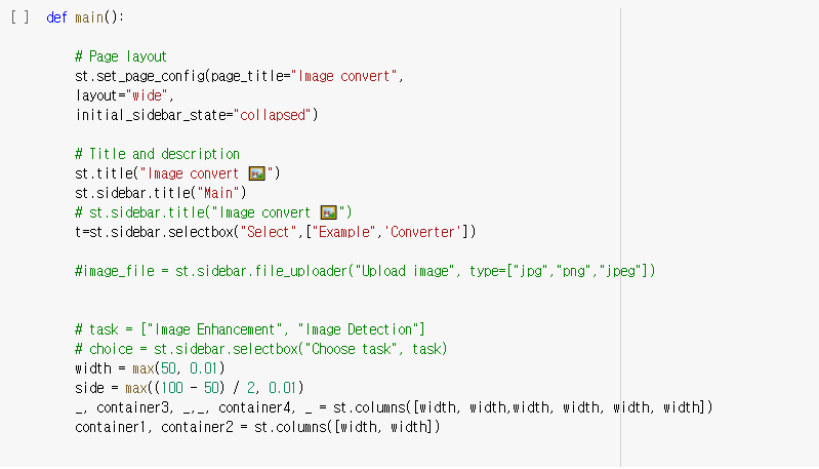 [ ] def main():
# Page layout
st.set_page_config(page_title="Image convert",
layout="wide",
initial_sidebar_state="collapsed")
# Title and description
st.title("Image convert 🖼️")
st.sidebar.title("Main")
# st.sidebar.title("Image convert 🖼️")
t=st.sidebar.selectbox("Select",["Example",'Converter'])
#image_file = st.sidebar.file_uploader("Upload image", type=["jpg","png","jpeg"])
# task = ["Image Enhancement", "Image Detection"]
# choice = st.sidebar.selectbox("Choose task", task)
width = max(50, 0.01)
side = max((100 - 50) / 2, 0.01)
_, container3, _,_, container4, _ = st.columns([width, width,width, width, width, width])
container1, container2 = st.columns([width, width])